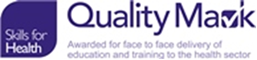 Skills for
Health
Quality Mark
Awarded for face to face delivery of
education and training to the health sector